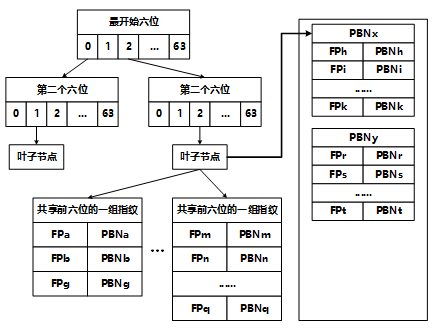 最开始六位
0 1 2 ... 63
第二个六位
0 1 2 ... 63
第二个六位
0 1 2 ... 63
叶子节点
叶子节点
共享前六位的一组指纹
FPa PBNa
FPb PBNb
FPg PBNg
...
共享前六位的一组指纹
FPm PBNm
FPn PBNn
......
FPq PBNq
PBNx
FPh PBNh
FPi PBNi
......
FPk PBNk
PBNy
FPr PBNr
FPs PBNs
......
FPt PBNt